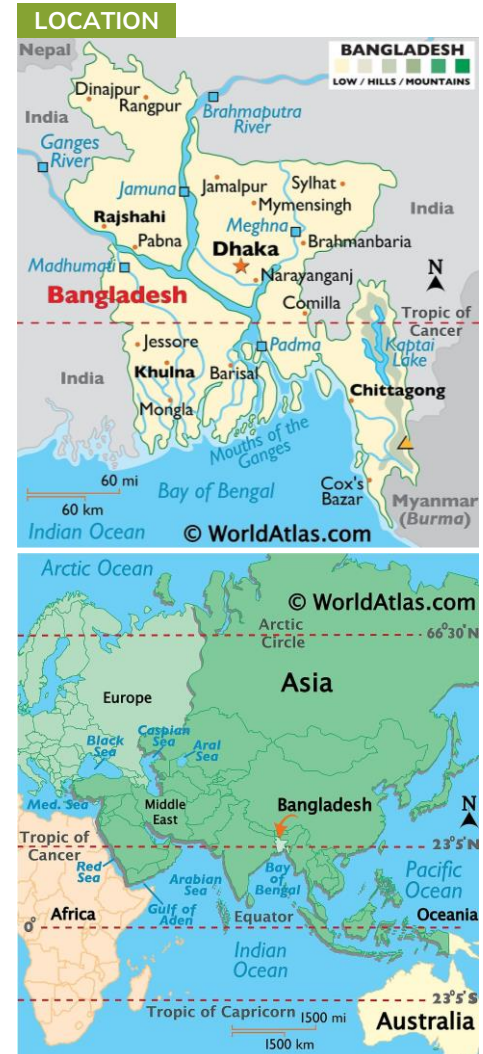 LOCATION
Nepal
BANGLADESH
LOW / HILLS / MOUNTAINS
Dinajpur
Rangpur
India
Brahmaputra
River
Ganges
River
Jamuna
Jamalpur
Sylhat
Mymensingh
India
Rajshahi
Meghna
Pabna
Dhaka
Brahmanbaria
Madhumati
Narayanganj
N
Bangladesh
Comilla
Tropic of
Cancer
Jessore
Padma
Kaptai
Lake
India
Khulna
Barisal
Chittagong
Mongla
Mouths of the
Ganges
60 mi
60 km
Bay of Bengal
Cox's
Bazar
Myanmar
(Burma)
Indian Ocean
© WorldAtlas.com
Arctic Ocean
© WorldAtlas.com
Arctic
Circle
66°30'N
Asia
Europe
Black
Sea
Caspian
Sea
Aral
Sea
Med. Sea
Middle
East
Bangladesh
N
Tropic of
Cancer
23°5'N
Red
Sea
Arabian
Sea
Bay
of
Bengal
Pacific
Ocean
Gulf of
Aden
Africa
Equator
Oceania
0°
Indian
Ocean
23°5'S
Tropic of Capricorn
1500 mi
1500 km
Australia